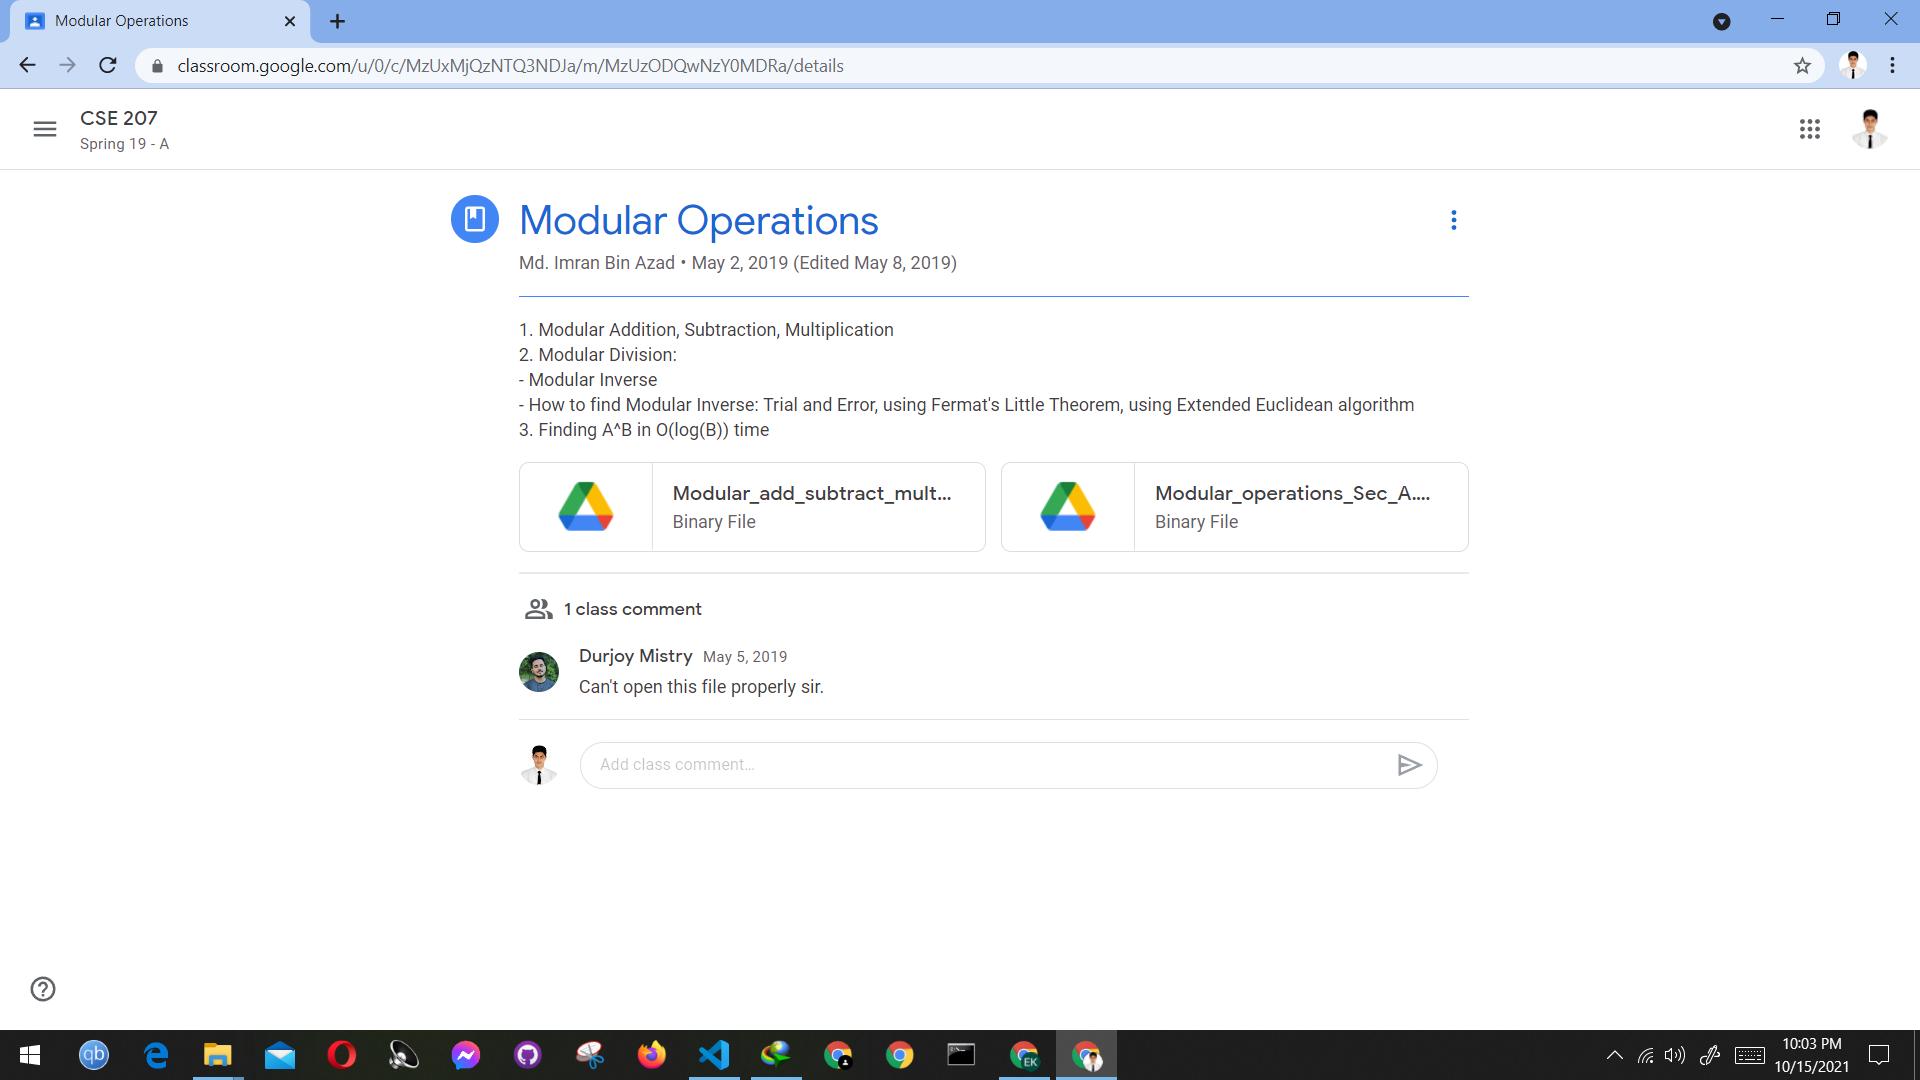 Modular Operations
classroom.google.com/u/0/c/MzUxMjQzNTQ3NDJa/m/MzUzODQwNzY0MDRa/details
CSE 207
Spring 19 - A
Modular Operations
Md. Imran Bin Azad • May 2, 2019 (Edited May 8, 2019)
1. Modular Addition, Subtraction, Multiplication
2. Modular Division:
- Modular Inverse
- How to find Modular Inverse: Trial and Error, using Fermat's Little Theorem, using Extended Euclidean algorithm
3. Finding A^B in O(log(B)) time
Modular_add_subtract_mult...
Binary File
Modular_operations_Sec_A....
Binary File
1 class comment
Durjoy Mistry May 5, 2019
Can't open this file properly sir.
Add class comment...
qb
EK
10:03 PM
10/15/2021